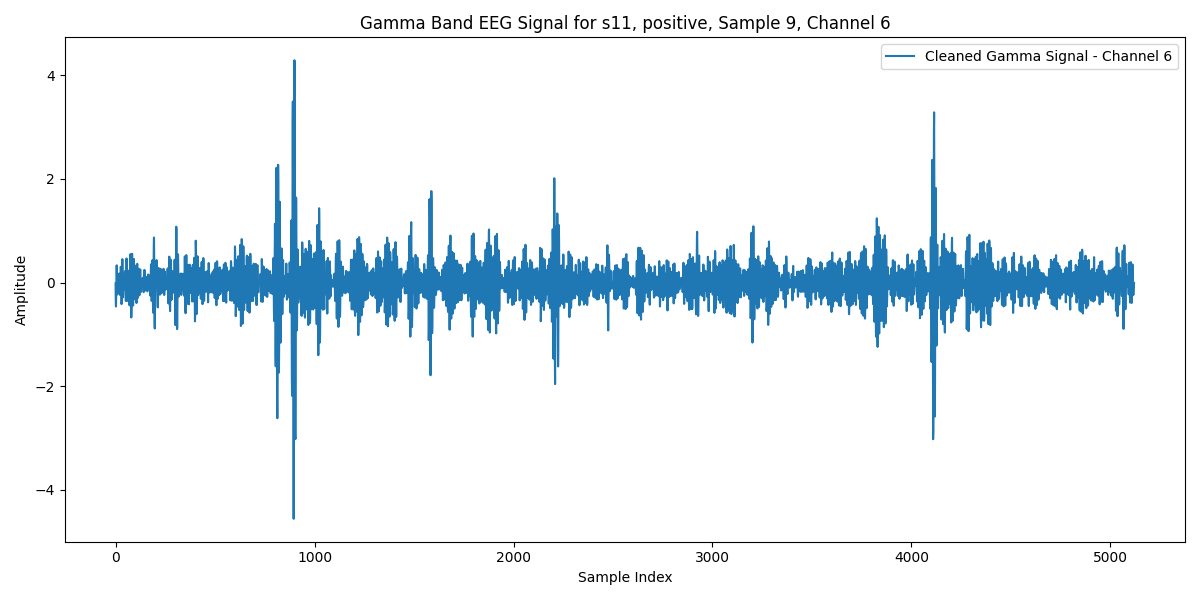 Gamma Band EEG Signal for s11, positive, Sample 9, Channel 6
Cleaned Gamma Signal - Channel 6
Amplitude
4
2
0
−2
−4
0 1000 2000 3000 4000 5000
Sample Index